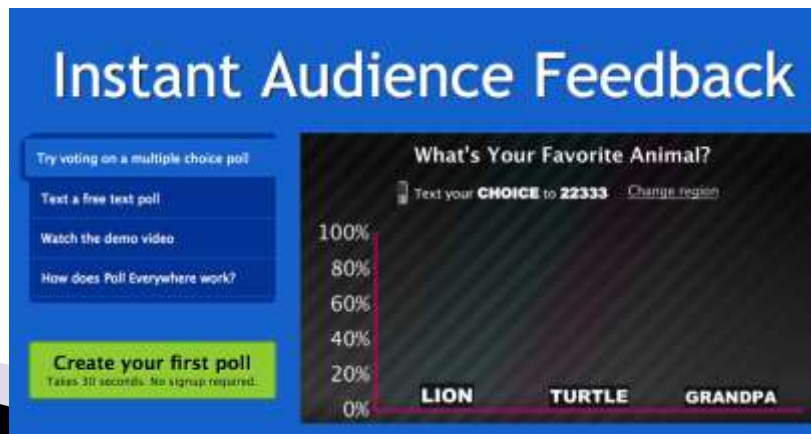 Instant Audience Feedback
Try voting on a multiple choice poll
Text a free text poll
Watch the demo video
How does Poll Everywhere work?
Create your first poll
Takes 30 seconds. No signup required.
What's Your Favorite Animal?
Text your CHOICE to 22333 Change region
100%
80%
60%
40%
20%
0%
LION TURTLE GRANDPA